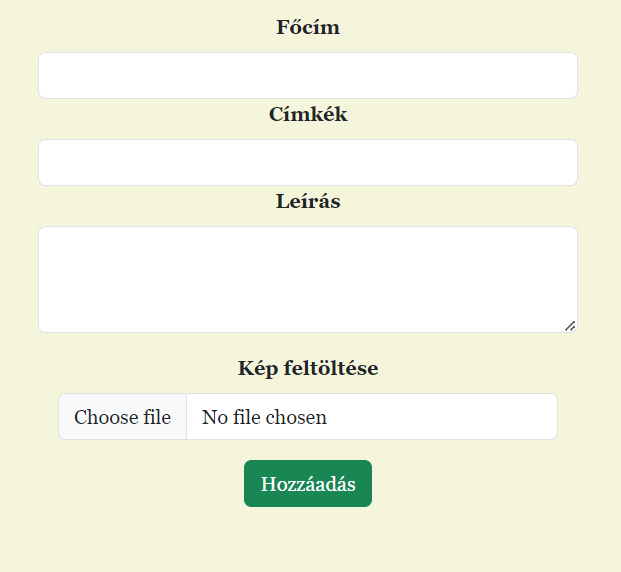 Főcím
Címkék
Leírás
Kép feltöltése
Choose file No file chosen
Hozzáadás